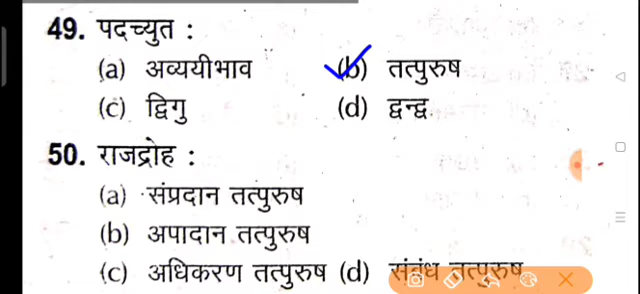 49. पदच्युत :
(a) अव्ययीभाव (b) तत्पुरुष
(c) द्विगु (d) द्वन्द्व
50. राजद्रोह :
(a) संप्रदान तत्पुरुष
(b) अपादान तत्पुरुष
(c) अधिकरण तत्पुरुष (d) संबंध तत्पुरुष